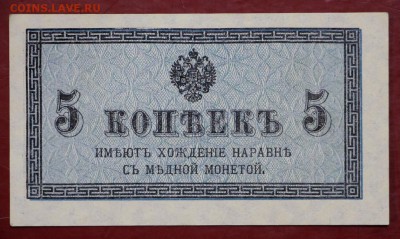 COINS.LAVE.RU
5 КОПѢЕКЪ 5
ИМѢЮТЪ ХОЖДЕНІЕ НАРАВНѢ
СЪ МѢДНОЙ МОНЕТОЙ.